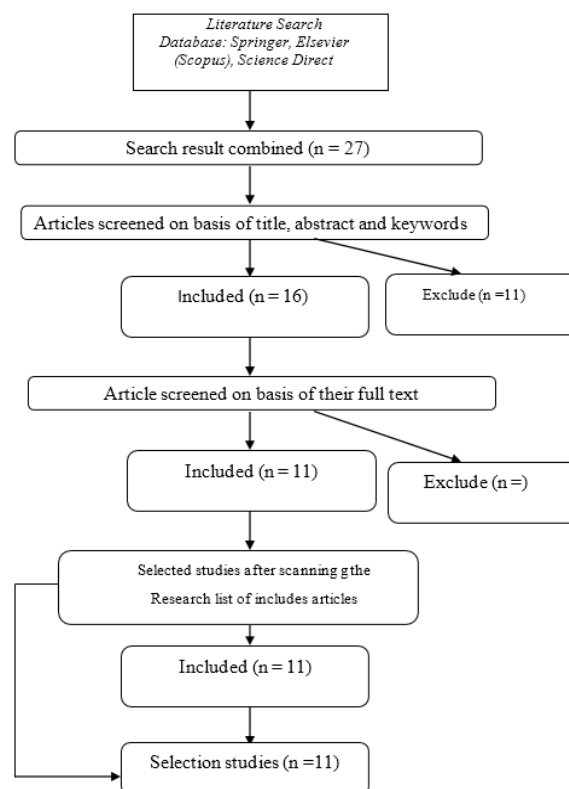 Literature Search
Database: Springer, Elsevier
(Scopus), Science Direct
Search result combined (n = 27)
Articles screened on basis of title, abstract and keywords
Included (n = 16)
Exclude (n =11)
Article screened on basis of their full text
Included (n = 11)
Exclude (n =)
Selected studies after scanning gthe
Research list of includes articles
Included (n = 11)
Selection studies (n =11)